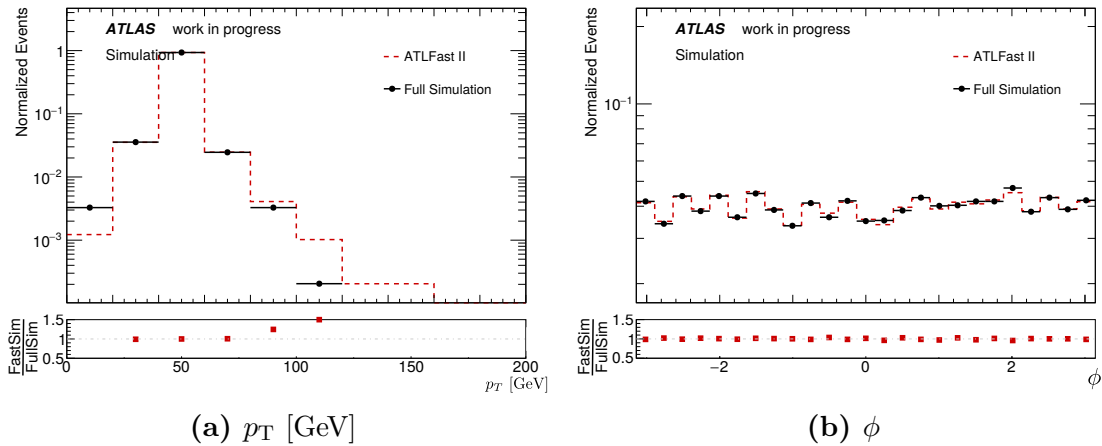 ATLAS work in progress
Simulation
ATLFast II
Full Simulation
Normalized Events
1
10⁻¹
10⁻²
10⁻³
FastSim
FullSim
1.5
1
0.5
0 50 100 150 200
p_T [GeV]
(a) p_T [GeV]
ATLAS work in progress
Simulation
ATLFast II
Full Simulation
Normalized Events
10⁻¹
FastSim
FullSim
1.5
1
0.5
−2 0 2
ϕ
(b) ϕ